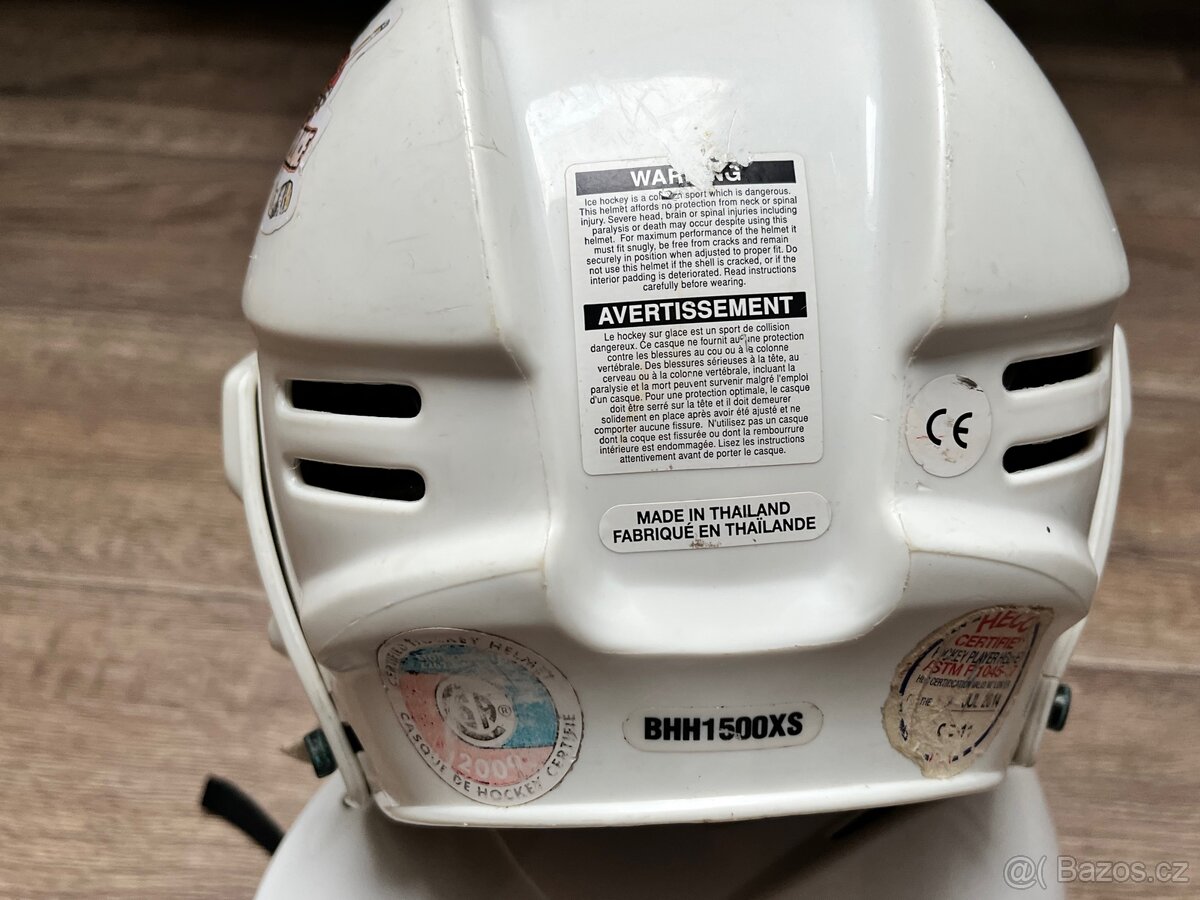 WARNING
Ice hockey is a collision sport which is dangerous.
This helmet affords no protection from neck or spinal
injury. Severe head, brain or spinal injuries including
paralysis or death may occur despite using this
helmet. For maximum performance of the helmet it
must fit snugly, be free from cracks and remain
securely in position when adjusted to proper fit. Do
not use this helmet if the shell is cracked, or if the
interior padding is deteriorated. Read instructions
carefully before wearing.
AVERTISSEMENT
Le hockey sur glace est un sport de collision
dangereux. Ce casque ne fournit aucune protection
contre les blessures au cou ou à la colonne
vertébrale. Des blessures sérieuses à la tête, au
cerveau ou à la colonne vertébrale, incluant la
paralysie et la mort peuvent survenir malgré l'emploi
d'un casque. Pour une protection optimale, le casque
doit être serré sur la tête et il doit demeurer
solidement en place après avoir été ajusté et ne
comporter aucune fissure. N'utilisez pas un casque
dont la coque est fissurée ou dont la rembourrure
intérieure est endommagée. Lisez les instructions
attentivement avant de porter le casque.
CE
MADE IN THAILAND
FABRIQUÉ EN THAÏLANDE
HOCKEY HELMET
CASQUE DE HOCKEY CERTIFIÉ
BHH1500XS
HECC
CERTIFIE
HOCKEY PLAYER
ASTM F 1045
CERTIFICATION VALID
THE
JUL 2014
@( Bazos.cz